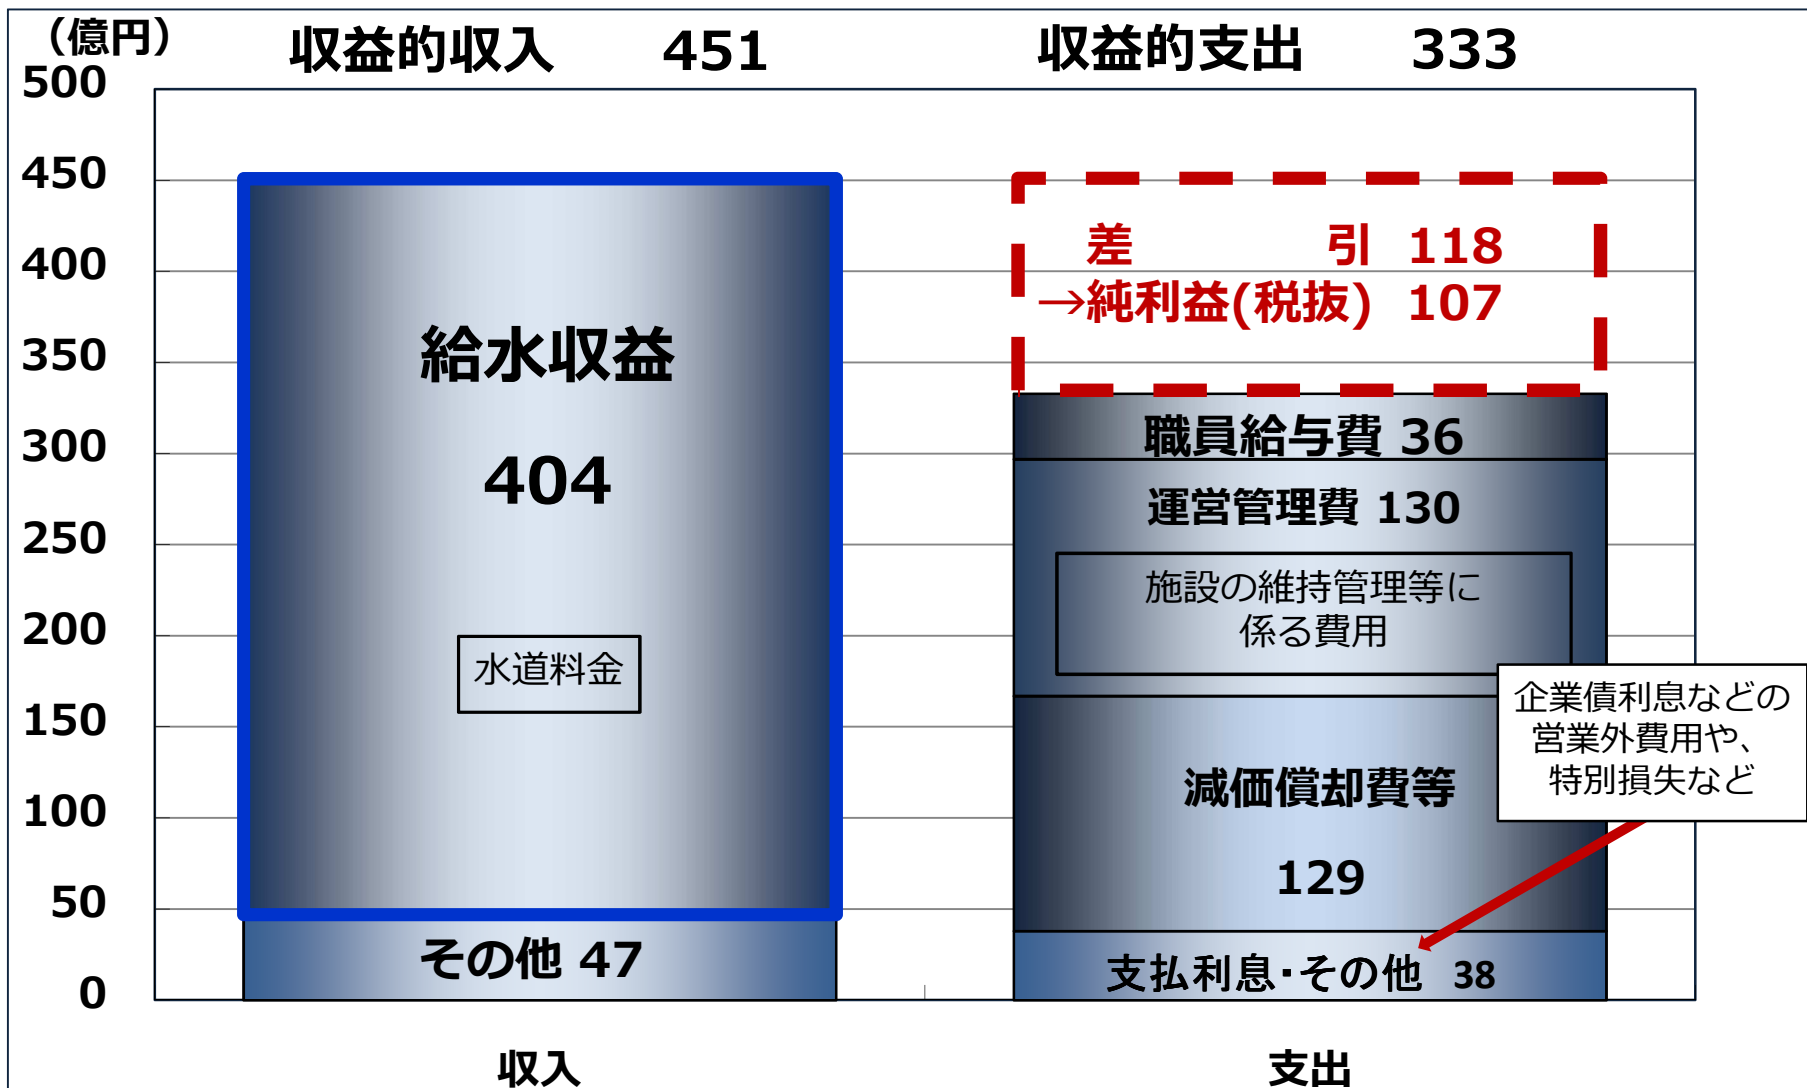 （億円）
収益的収入 451
収益的支出 333
500
450
400
350
300
250
200
150
100
50
0
給水収益
404
水道料金
その他 47
差 引 118
→純利益(税抜) 107
職員給与費 36
運営管理費 130
施設の維持管理等に
係る費用
減価償却費等
129
企業債利息などの
営業外費用や、
特別損失など
支払利息･その他 38
収入
支出